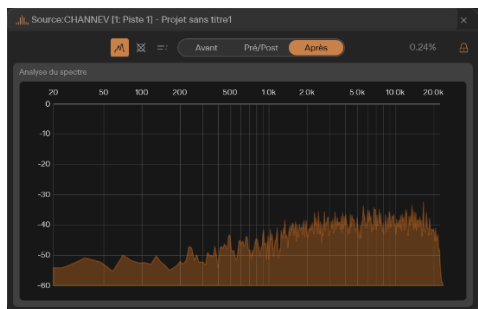 Source:CHANNEV [1: Piste 1] - Projet sans titre1
Avant Pré/Post Après 0.24%
Analyse du spectre
20 50 100 200 500 1.0k 2.0k 5.0k 10.0k 20.0k
0
-10
-20
-30
-40
-50
-60